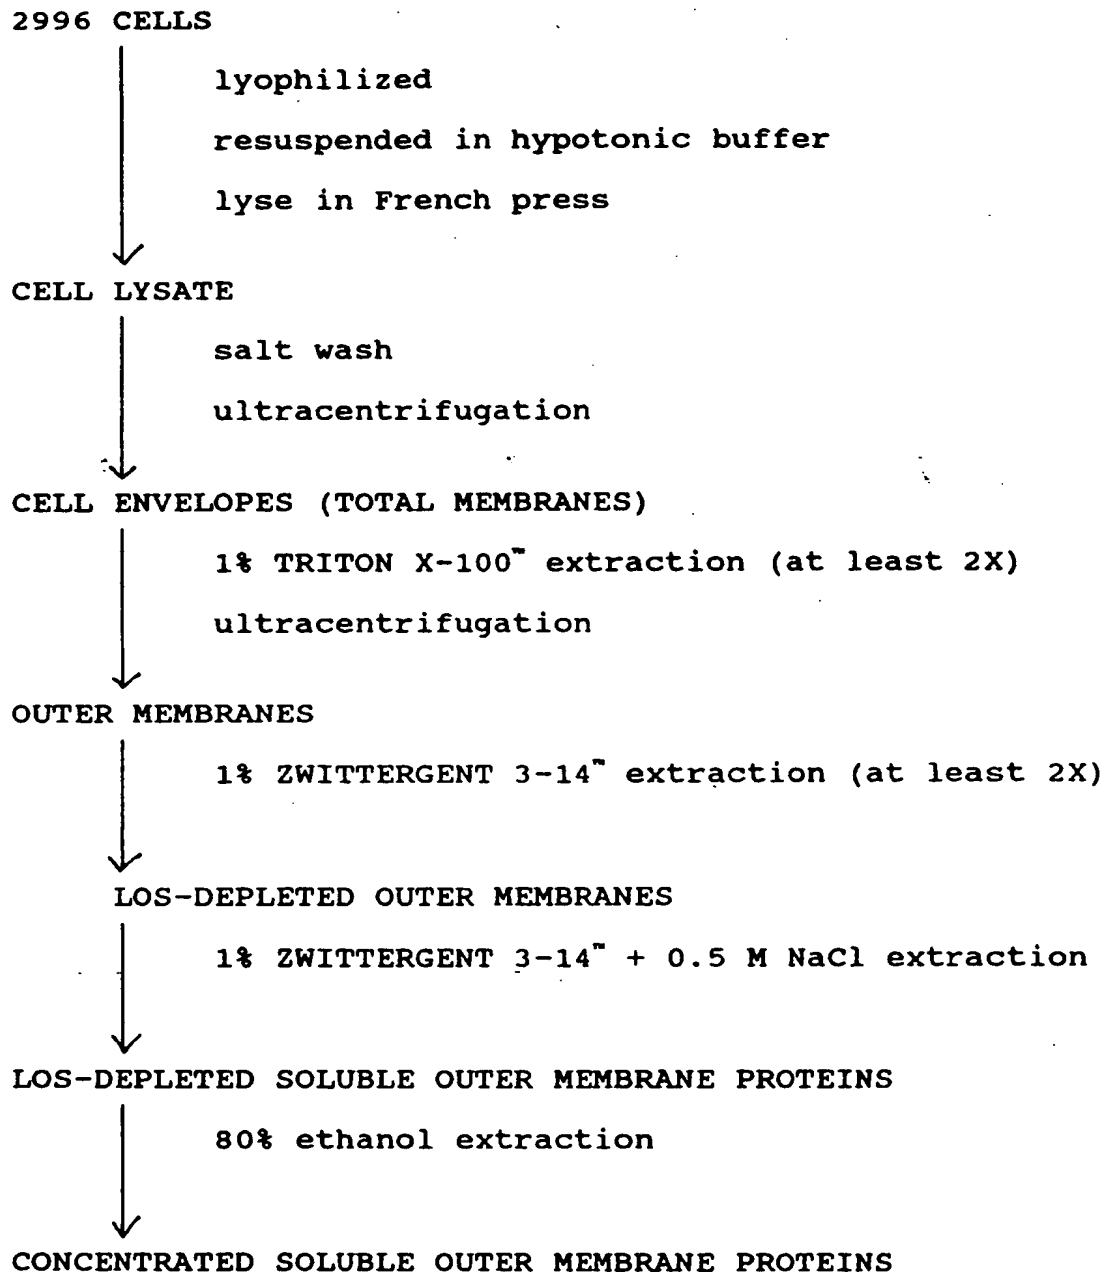 2996 CELLS
lyophilized
resuspended in hypotonic buffer
lyse in French press
CELL LYSATE
salt wash
ultracentrifugation
CELL ENVELOPES (TOTAL MEMBRANES)
1% TRITON X-100™ extraction (at least 2X)
ultracentrifugation
OUTER MEMBRANES
1% ZWITTERGENT 3-14™ extraction (at least 2X)
LOS-DEPLETED OUTER MEMBRANES
1% ZWITTERGENT 3-14™ + 0.5 M NaCl extraction
LOS-DEPLETED SOLUBLE OUTER MEMBRANE PROTEINS
80% ethanol extraction
CONCENTRATED SOLUBLE OUTER MEMBRANE PROTEINS